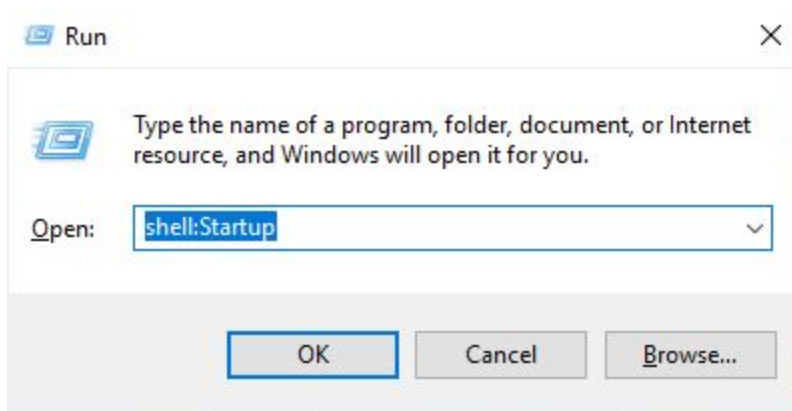 Run
Type the name of a program, folder, document, or Internet
resource, and Windows will open it for you.
Open: shell:Startup
OK Cancel Browse...